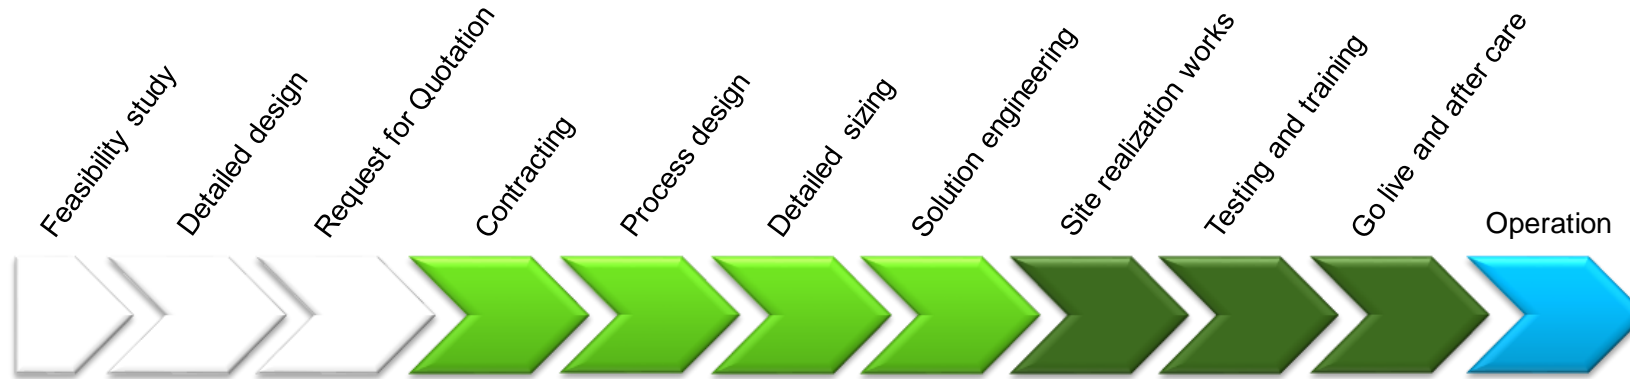 Feasibility study
Detailed design
Request for Quotation
Contracting
Process design
Detailed sizing
Solution engineering
Site realization works
Testing and training
Go live and after care
Operation